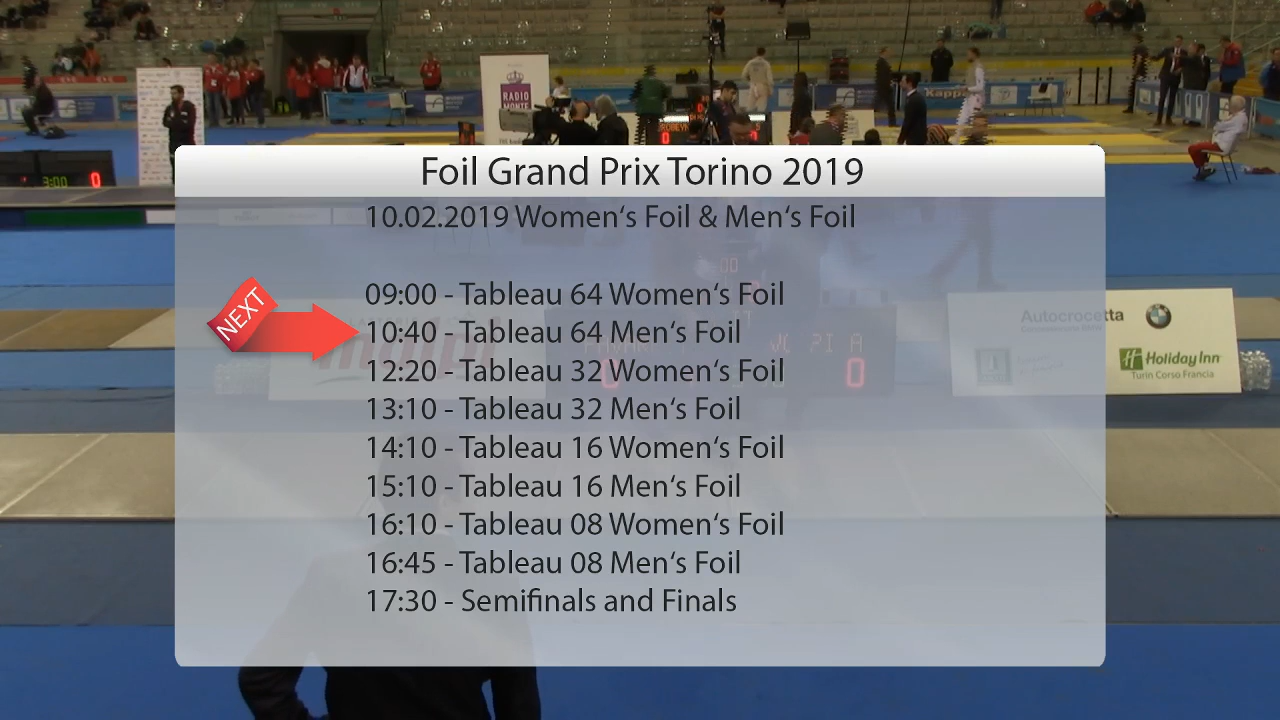 RADIO
MONTE
Kappa
3:00 0
0
Foil Grand Prix Torino 2019
10.02.2019 Women‘s Foil & Men‘s Foil
09:00 - Tableau 64 Women‘s Foil
NEXT
10:40 - Tableau 64 Men‘s Foil
12:20 - Tableau 32 Women‘s Foil
13:10 - Tableau 32 Men‘s Foil
14:10 - Tableau 16 Women‘s Foil
15:10 - Tableau 16 Men‘s Foil
16:10 - Tableau 08 Women‘s Foil
16:45 - Tableau 08 Men‘s Foil
17:30 - Semifinals and Finals
0 0
Autocrocetta
Concessionaria BMW
Holiday Inn
Turin Corso Francia